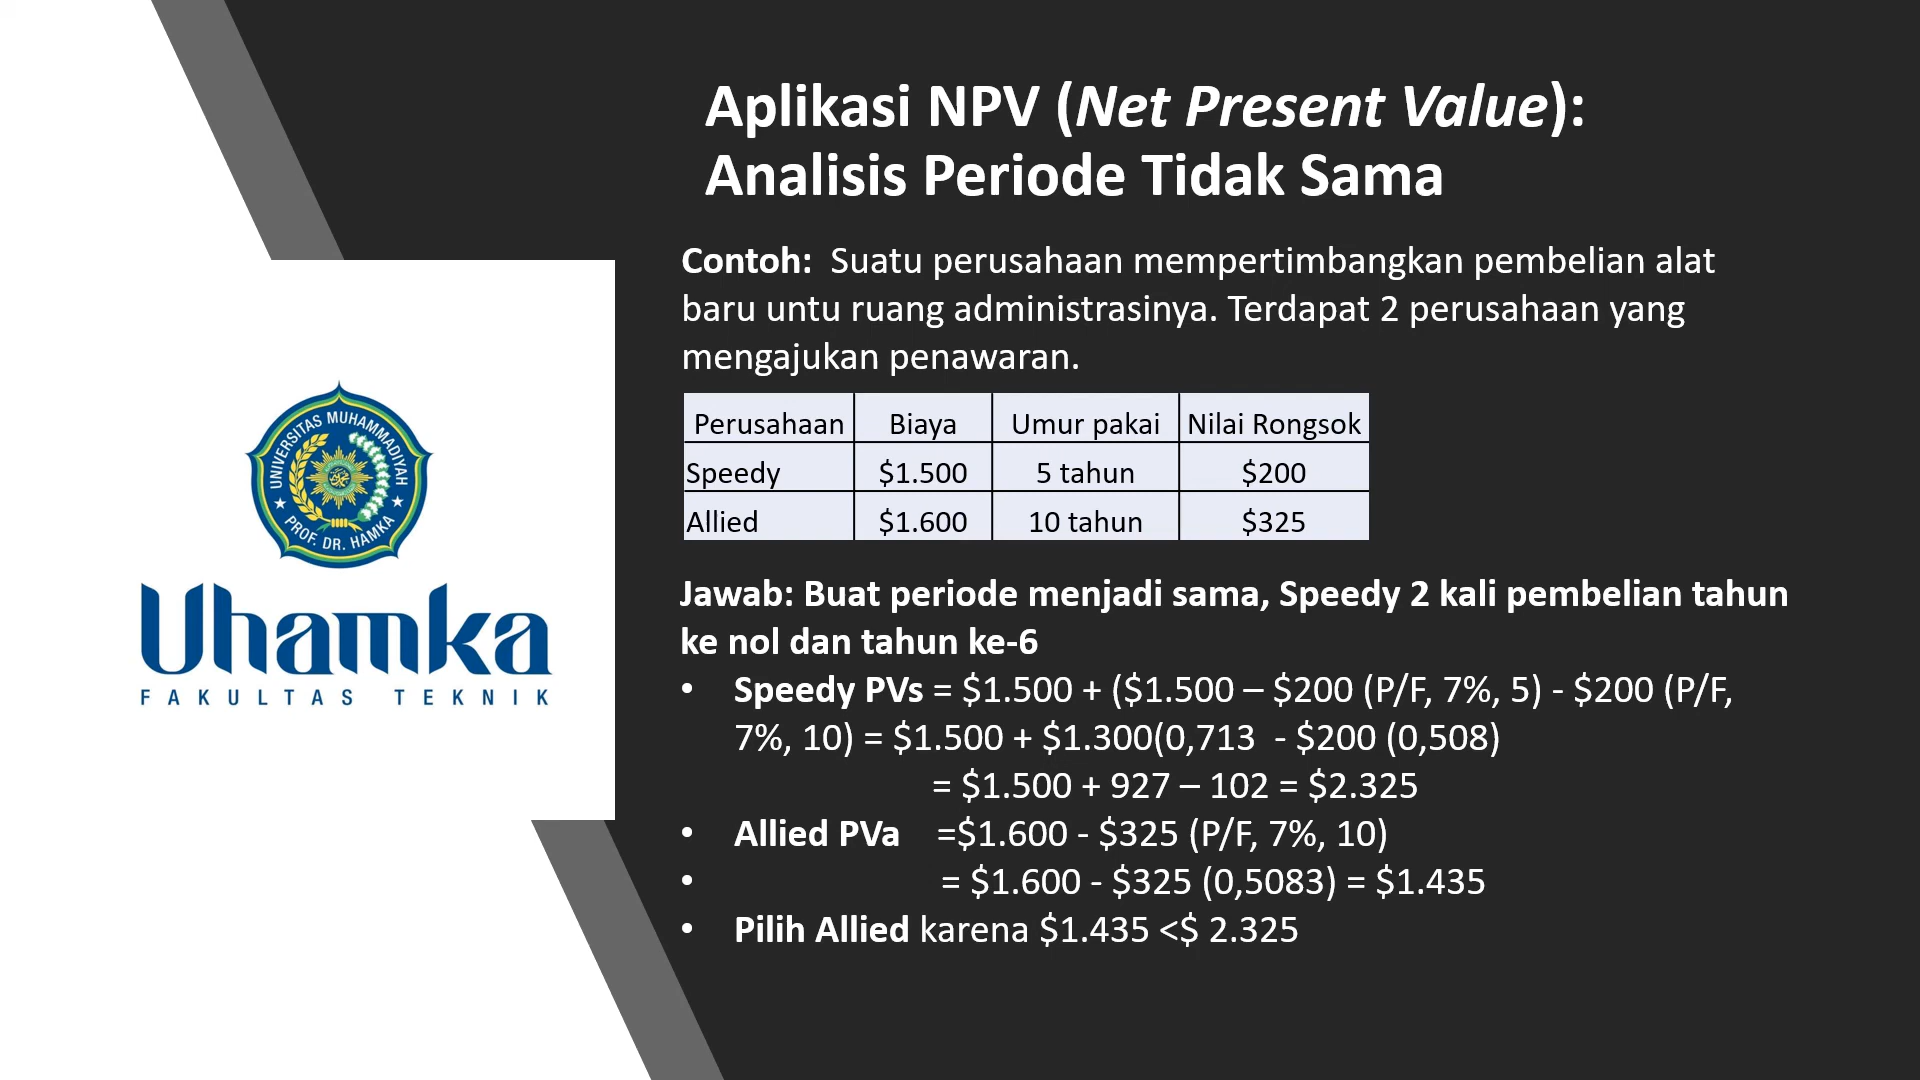 Aplikasi NPV (Net Present Value):
Analisis Periode Tidak Sama
Contoh:  Suatu perusahaan mempertimbangkan pembelian alat
baru untu ruang administrasinya. Terdapat 2 perusahaan yang
mengajukan penawaran.
Perusahaan Biaya Umur pakai Nilai Rongsok
Speedy $1.500 5 tahun $200
Allied $1.600 10 tahun $325
Jawab: Buat periode menjadi sama, Speedy 2 kali pembelian tahun
ke nol dan tahun ke-6
• Speedy PVs = $1.500 + ($1.500 – $200 (P/F, 7%, 5) - $200 (P/F,
7%, 10) = $1.500 + $1.300(0,713  - $200 (0,508)
= $1.500 + 927 – 102 = $2.325
• Allied PVa =$1.600 - $325 (P/F, 7%, 10)
• = $1.600 - $325 (0,5083) = $1.435
• Pilih Allied karena $1.435 <$ 2.325
UNIVERSITAS MUHAMMADIYAH
PROF. DR. HAMKA
Uhamka
FAKULTAS TEKNIK